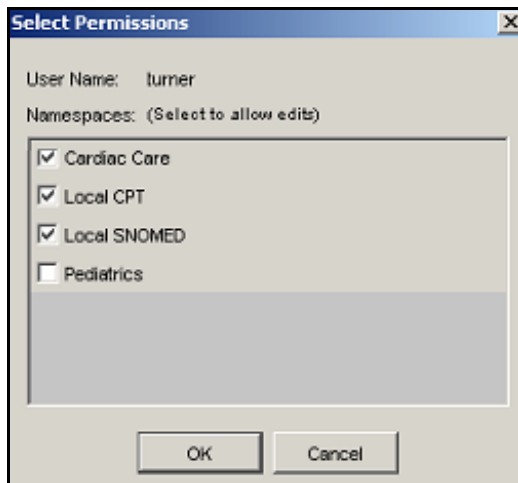 Select Permissions
User Name: turner
Namespaces: (Select to allow edits)
Cardiac Care
Local CPT
Local SNOMED
Pediatrics
OK Cancel